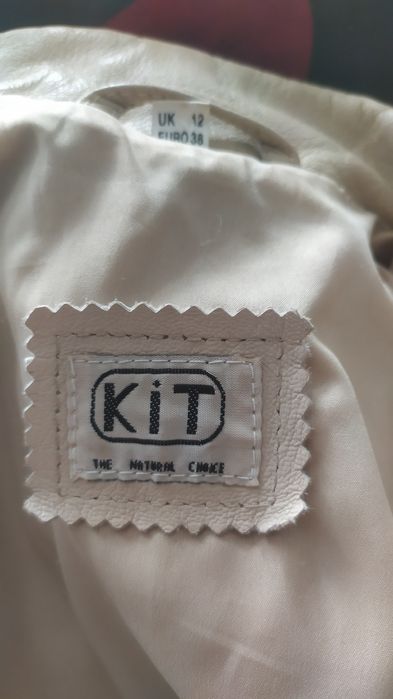 UK 12
EURO 38
KiT
THE NATURAL CHOICE